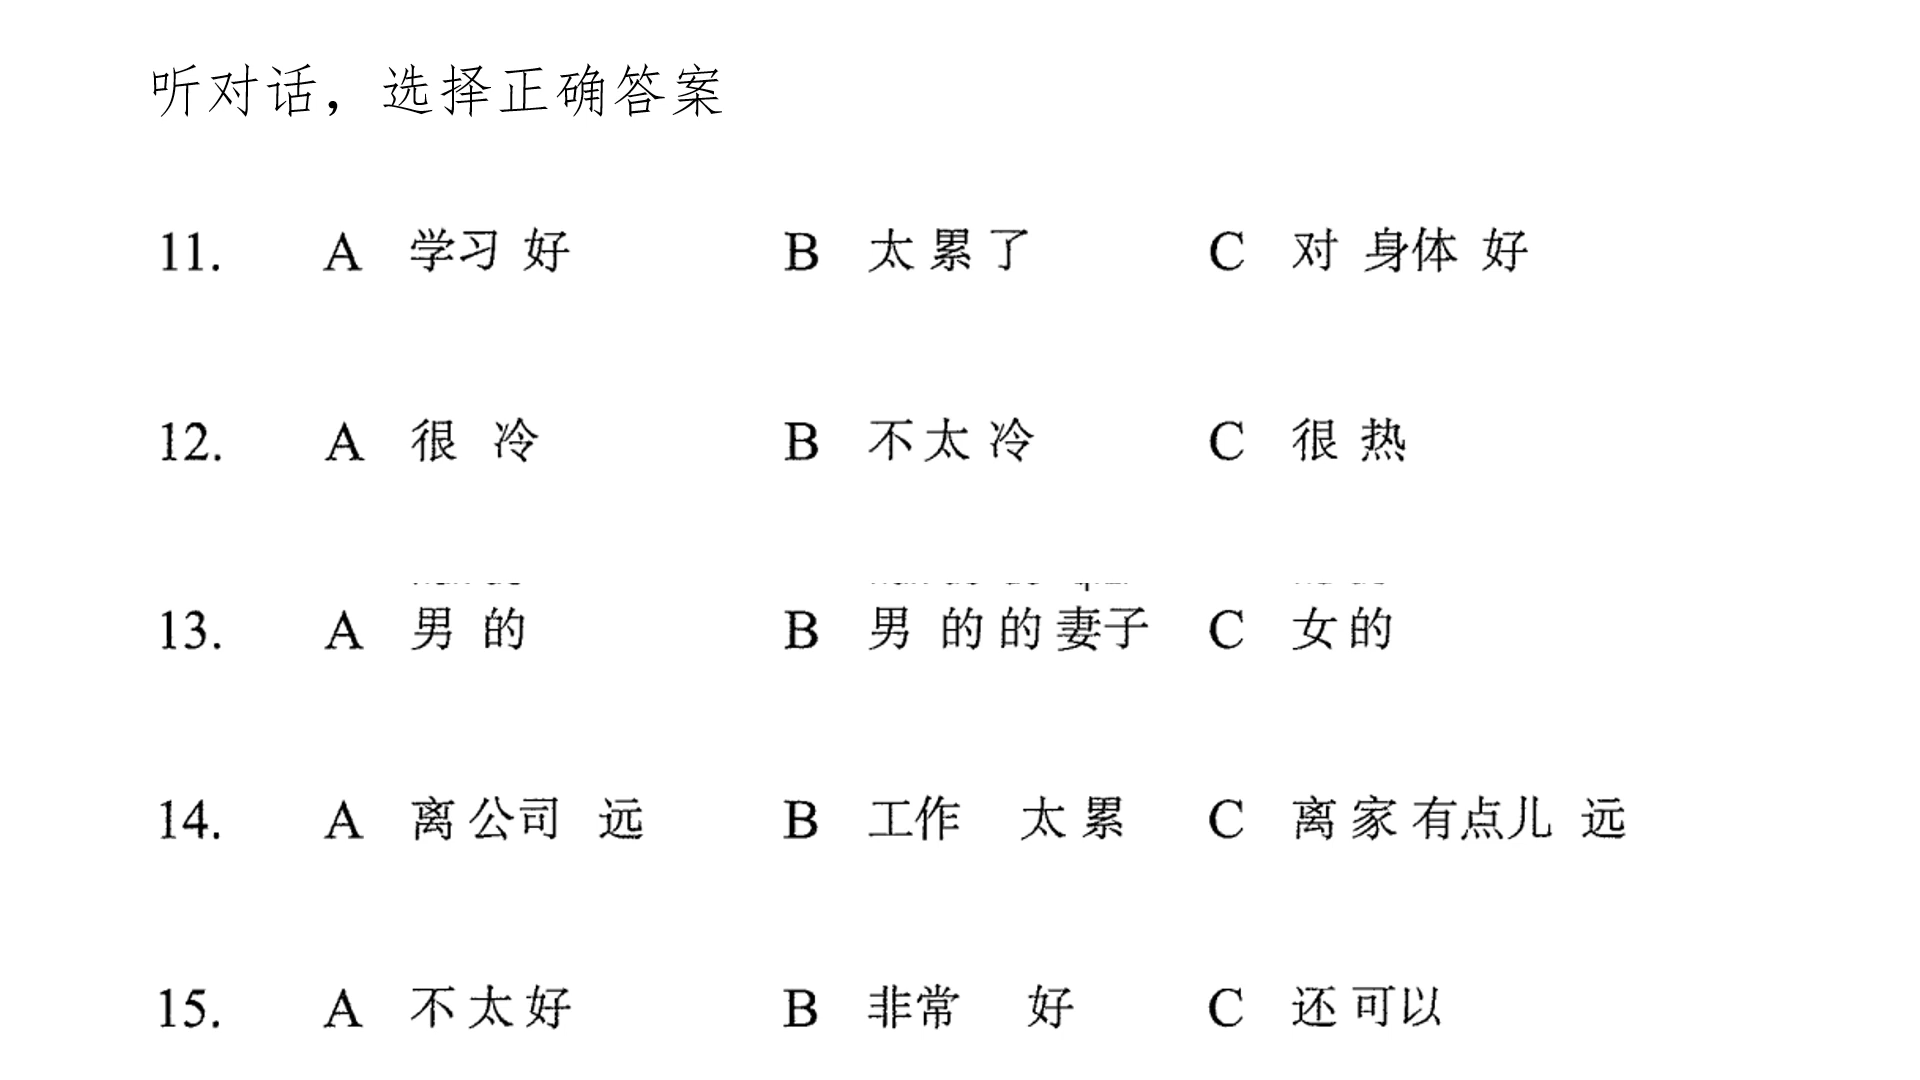 听对话，选择正确答案
11. A 学习 好 B 太 累 了 C 对 身体 好
12. A 很 冷 B 不 太 冷 C 很 热
13. A 男 的 B 男 的 的 妻子 C 女 的
14. A 离 公司 远 B 工作 太 累 C 离 家 有点儿 远
15. A 不 太 好 B 非常 好 C 还 可以